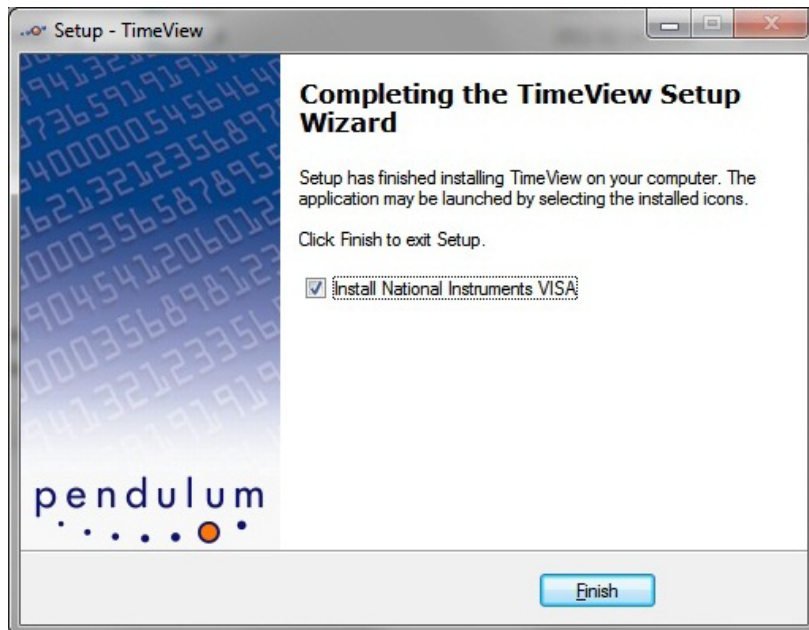 Setup - TimeView
Completing the TimeView Setup
Wizard
Setup has finished installing TimeView on your computer. The
application may be launched by selecting the installed icons.
Click Finish to exit Setup.
Install National Instruments VISA
pendulum
Finish